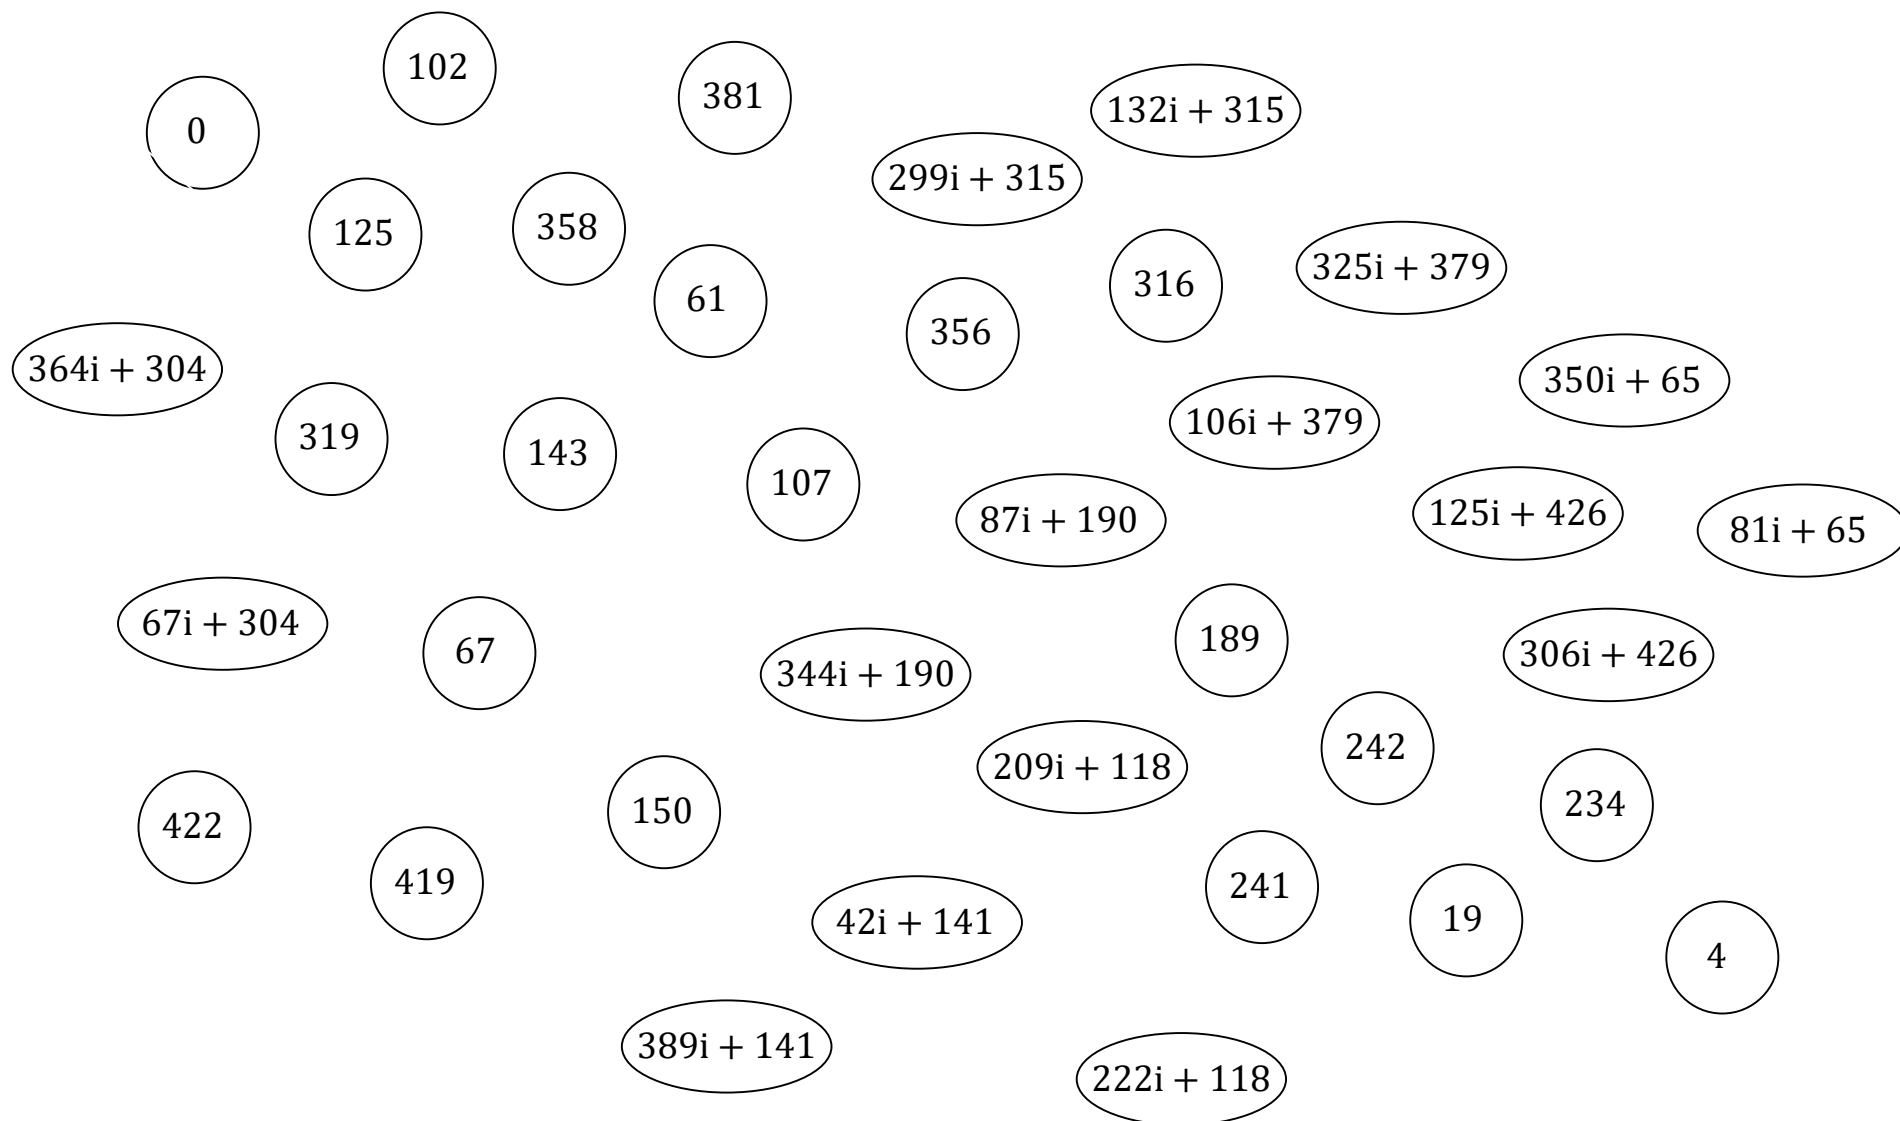 102
381
132i + 315
0
299i + 315
125
358
325i + 379
316
61
356
364i + 304
350i + 65
106i + 379
319
143
107
87i + 190
125i + 426
81i + 65
67i + 304
67
189
306i + 426
344i + 190
242
209i + 118
234
150
422
419
241
19
42i + 141
4
389i + 141
222i + 118